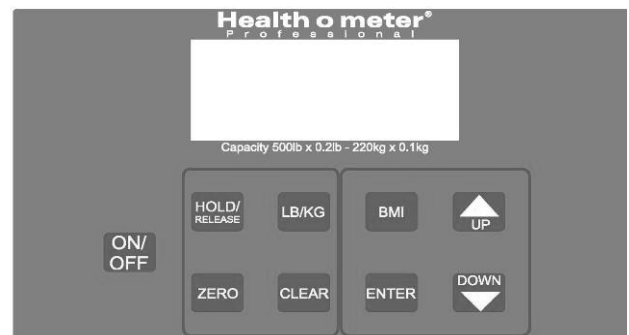 Health o meter®
Professional
Capacity 500lb x 0.2lb - 220kg x 0.1kg
HOLD/
RELEASE
LB/KG
BMI
UP
ON/
OFF
ZERO
CLEAR
ENTER
DOWN